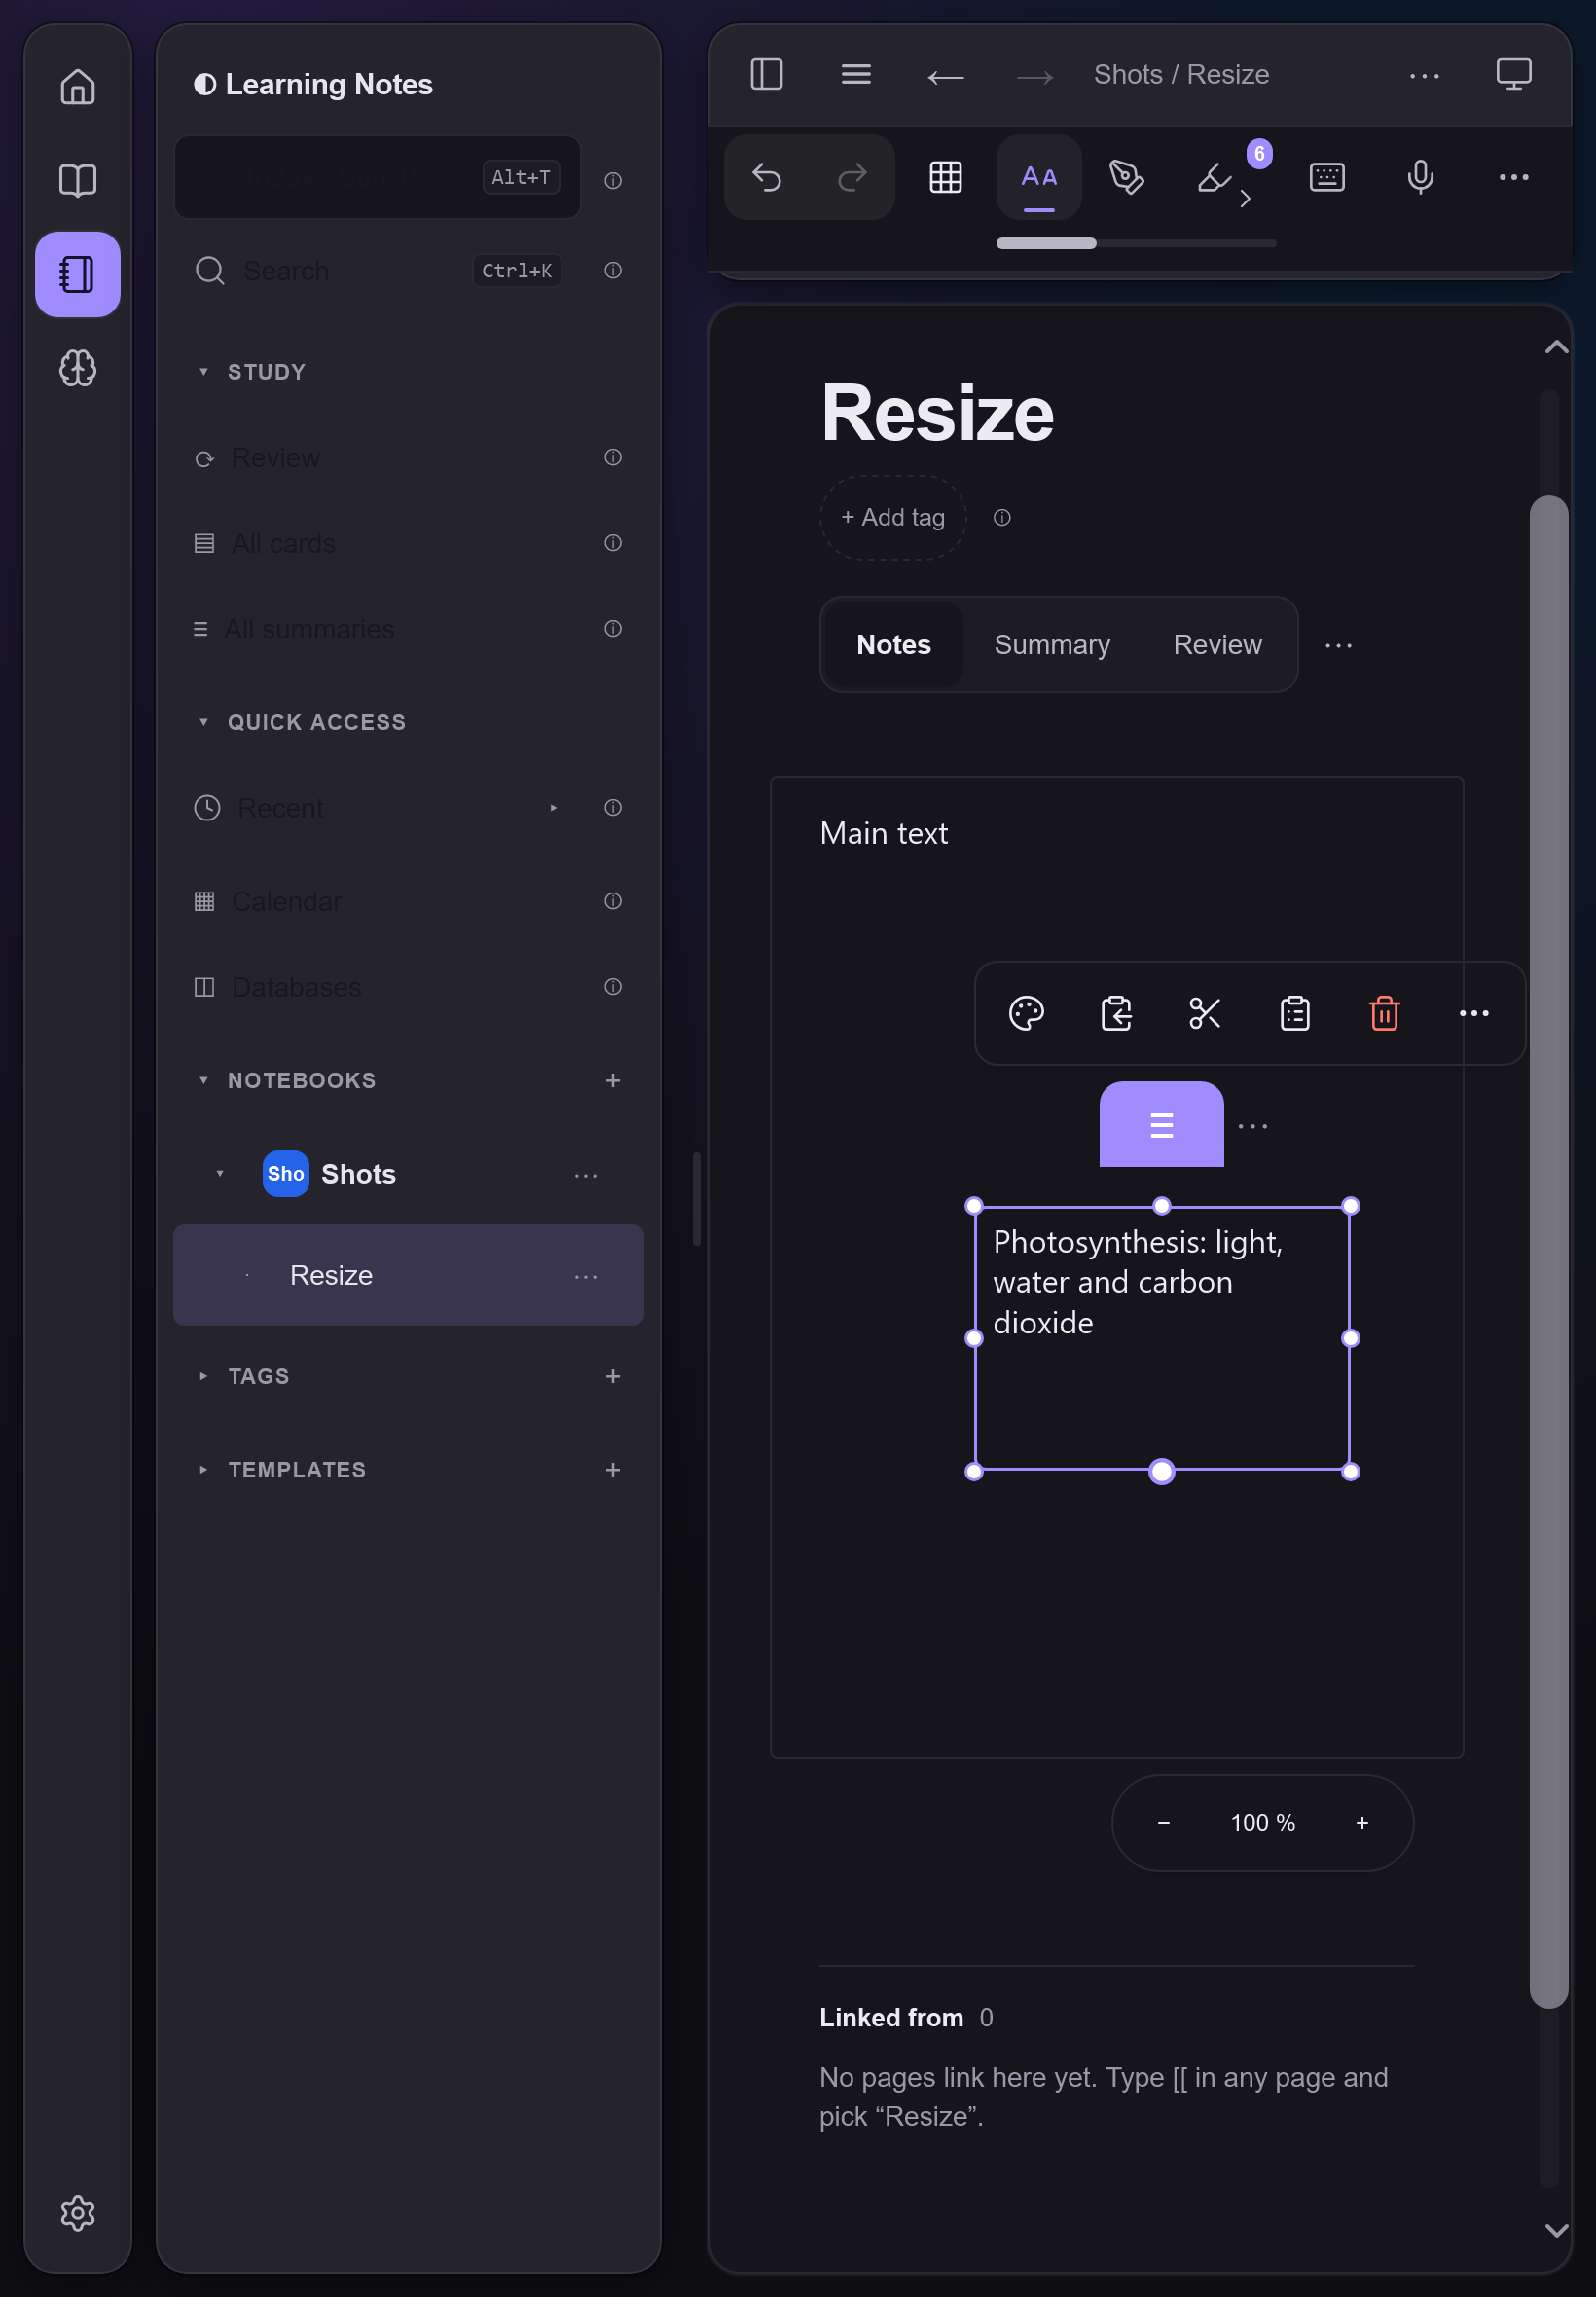 Learning Notes
Today
Alt+T
Search
Ctrl+K
STUDY
Review
All cards
All summaries
QUICK ACCESS
Recent
Calendar
Databases
NOTEBOOKS
Sho Shots
Resize
TAGS
TEMPLATES
Shots / Resize
AA
6
Resize
+ Add tag
Notes Summary Review
Main text
Photosynthesis: light,
water and carbon
dioxide
− 100 % +
Linked from 0
No pages link here yet. Type [[ in any page and
pick “Resize”.